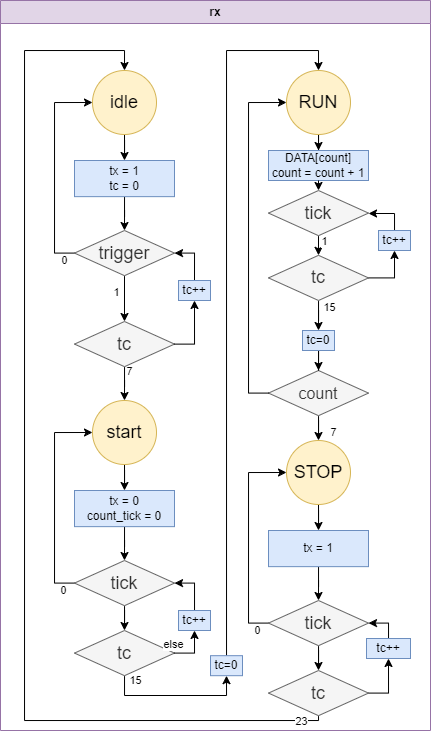 rx
idle
tx = 1
tc = 0
trigger
0
1
tc++
tc
7
start
tx = 0
count_tick = 0
tick
0
tc++
tc
else
15
tc=0
RUN
DATA[count]
count = count + 1
tick
1
tc++
tc
15
tc=0
count
7
STOP
tx = 1
tick
0
tc++
tc
23